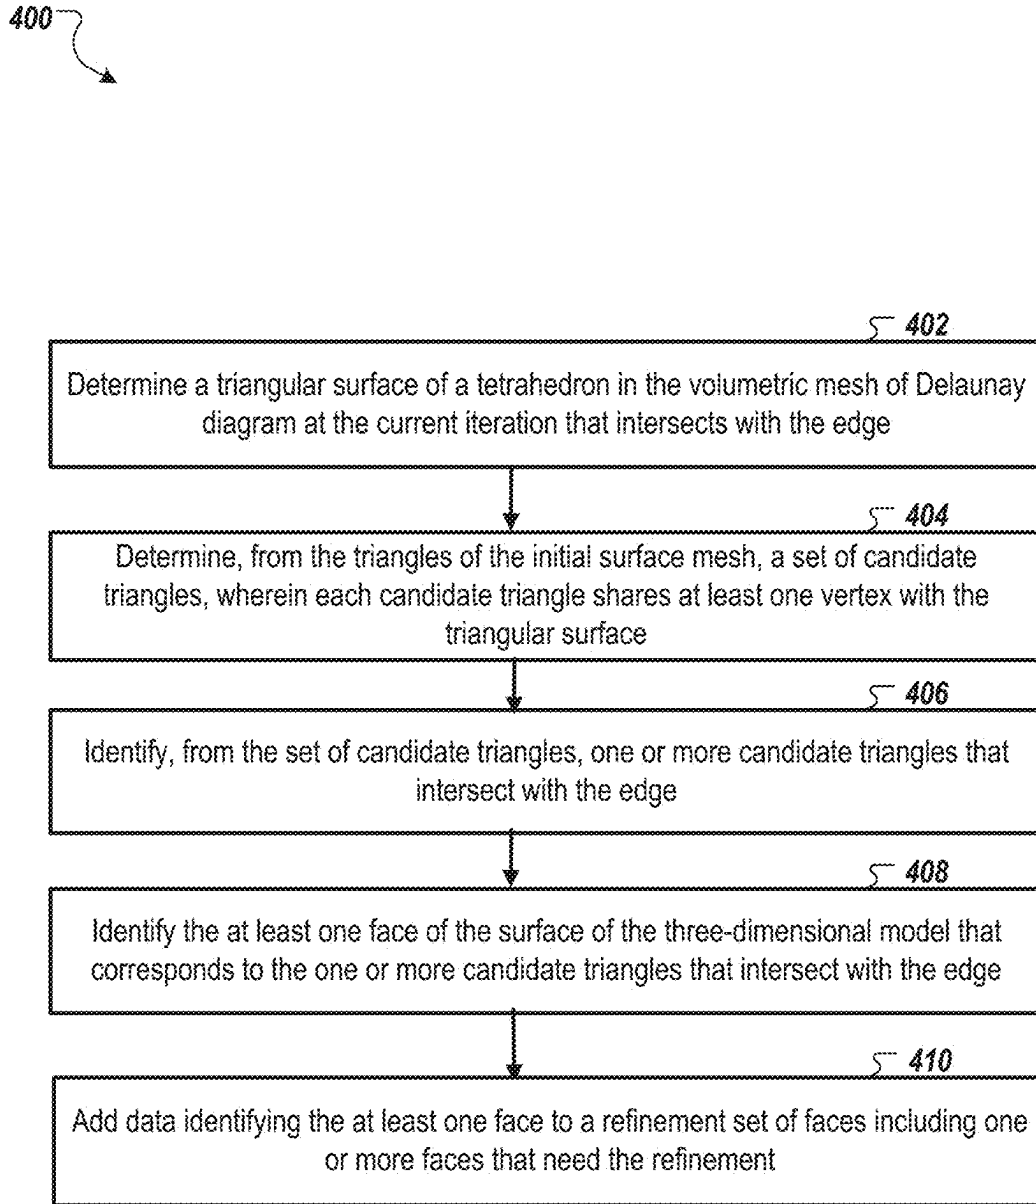 400
402
Determine a triangular surface of a tetrahedron in the volumetric mesh of Delaunay
diagram at the current iteration that intersects with the edge
404
Determine, from the triangles of the initial surface mesh, a set of candidate
triangles, wherein each candidate triangle shares at least one vertex with the
triangular surface
406
Identify, from the set of candidate triangles, one or more candidate triangles that
intersect with the edge
408
Identify the at least one face of the surface of the three-dimensional model that
corresponds to the one or more candidate triangles that intersect with the edge
410
Add data identifying the at least one face to a refinement set of faces including one
or more faces that need the refinement